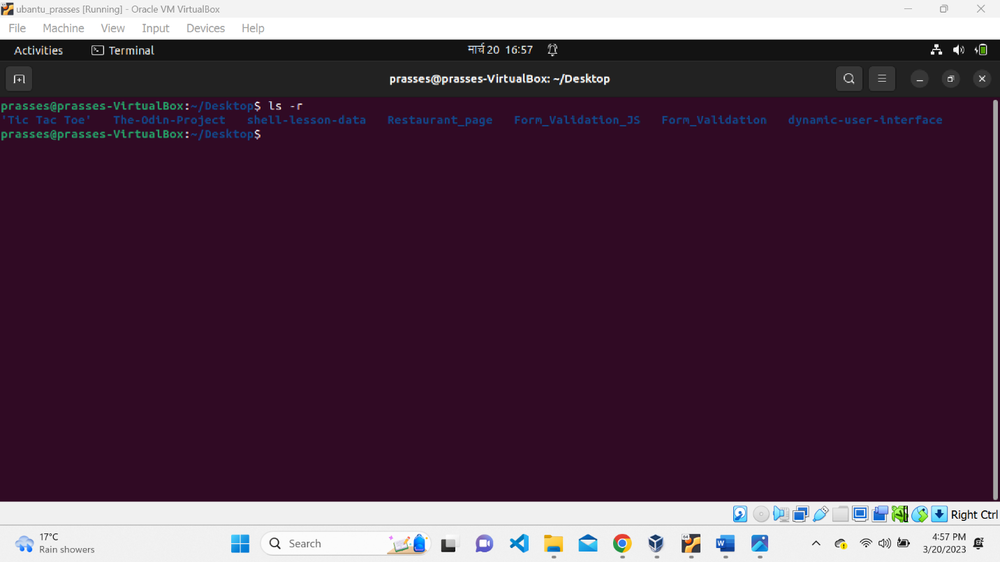 ubantu_prasses [Running] - Oracle VM VirtualBox
File Machine View Input Devices Help
Activities Terminal मार्च 20 16:57
prasses@prasses-VirtualBox: ~/Desktop
prasses@prasses-VirtualBox:~/Desktop$ ls -r
'Tic Tac Toe' The-Odin-Project shell-lesson-data Restaurant_page Form_Validation_JS Form_Validation dynamic-user-interface
prasses@prasses-VirtualBox:~/Desktop$
Right Ctrl
17°C
Rain showers
Search
4:57 PM
3/20/2023